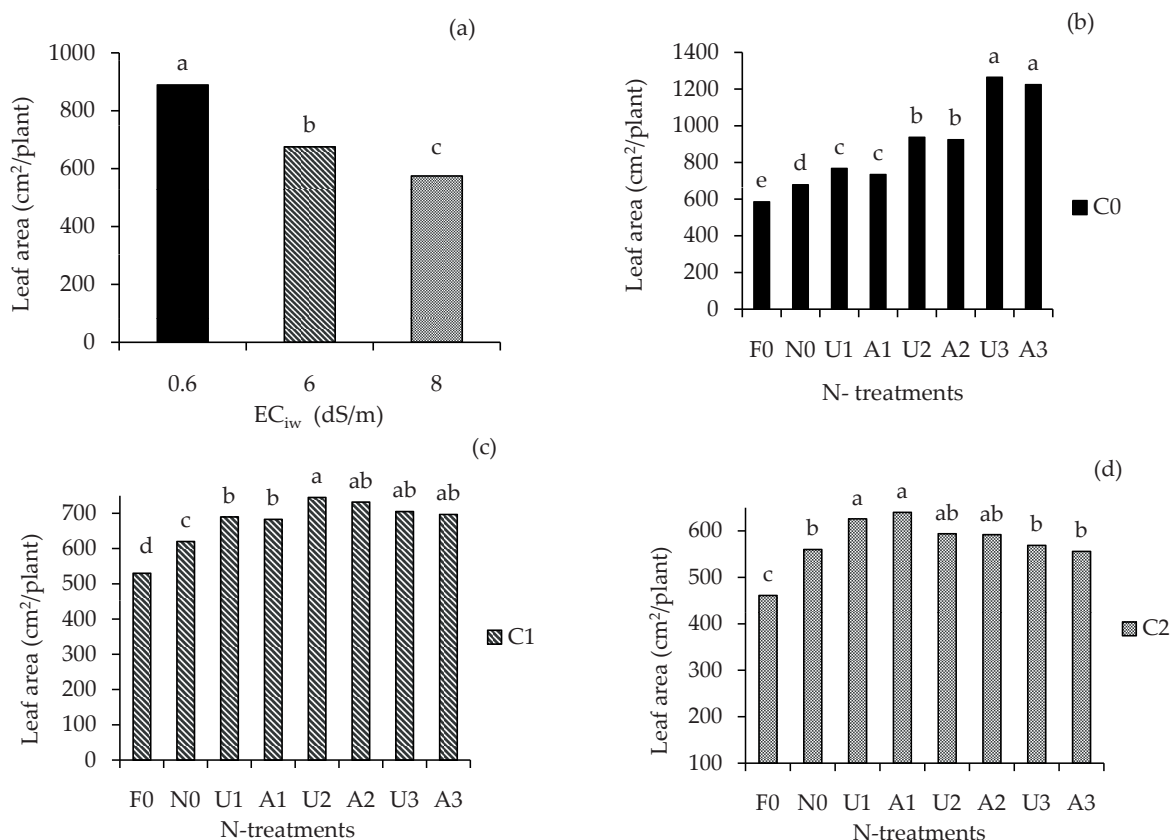 (a)
Leaf area (cm²/plant)
1000
800
600
400
200
0
a
b
c
0.6 6 8
ECiw (dS/m)
(b)
Leaf area (cm²/plant)
1400
1200
1000
800
600
400
200
0
e d c c b b a a
C0
F0 N0 U1 A1 U2 A2 U3 A3
N- treatments
(c)
Leaf area (cm²/plant)
700
600
500
400
300
200
100
0
d c b b a ab ab ab
C1
F0 N0 U1 A1 U2 A2 U3 A3
N-treatments
(d)
Leaf area (cm²/plant)
600
500
400
300
200
100
c b a a ab ab b b
C2
F0 N0 U1 A1 U2 A2 U3 A3
N-treatments